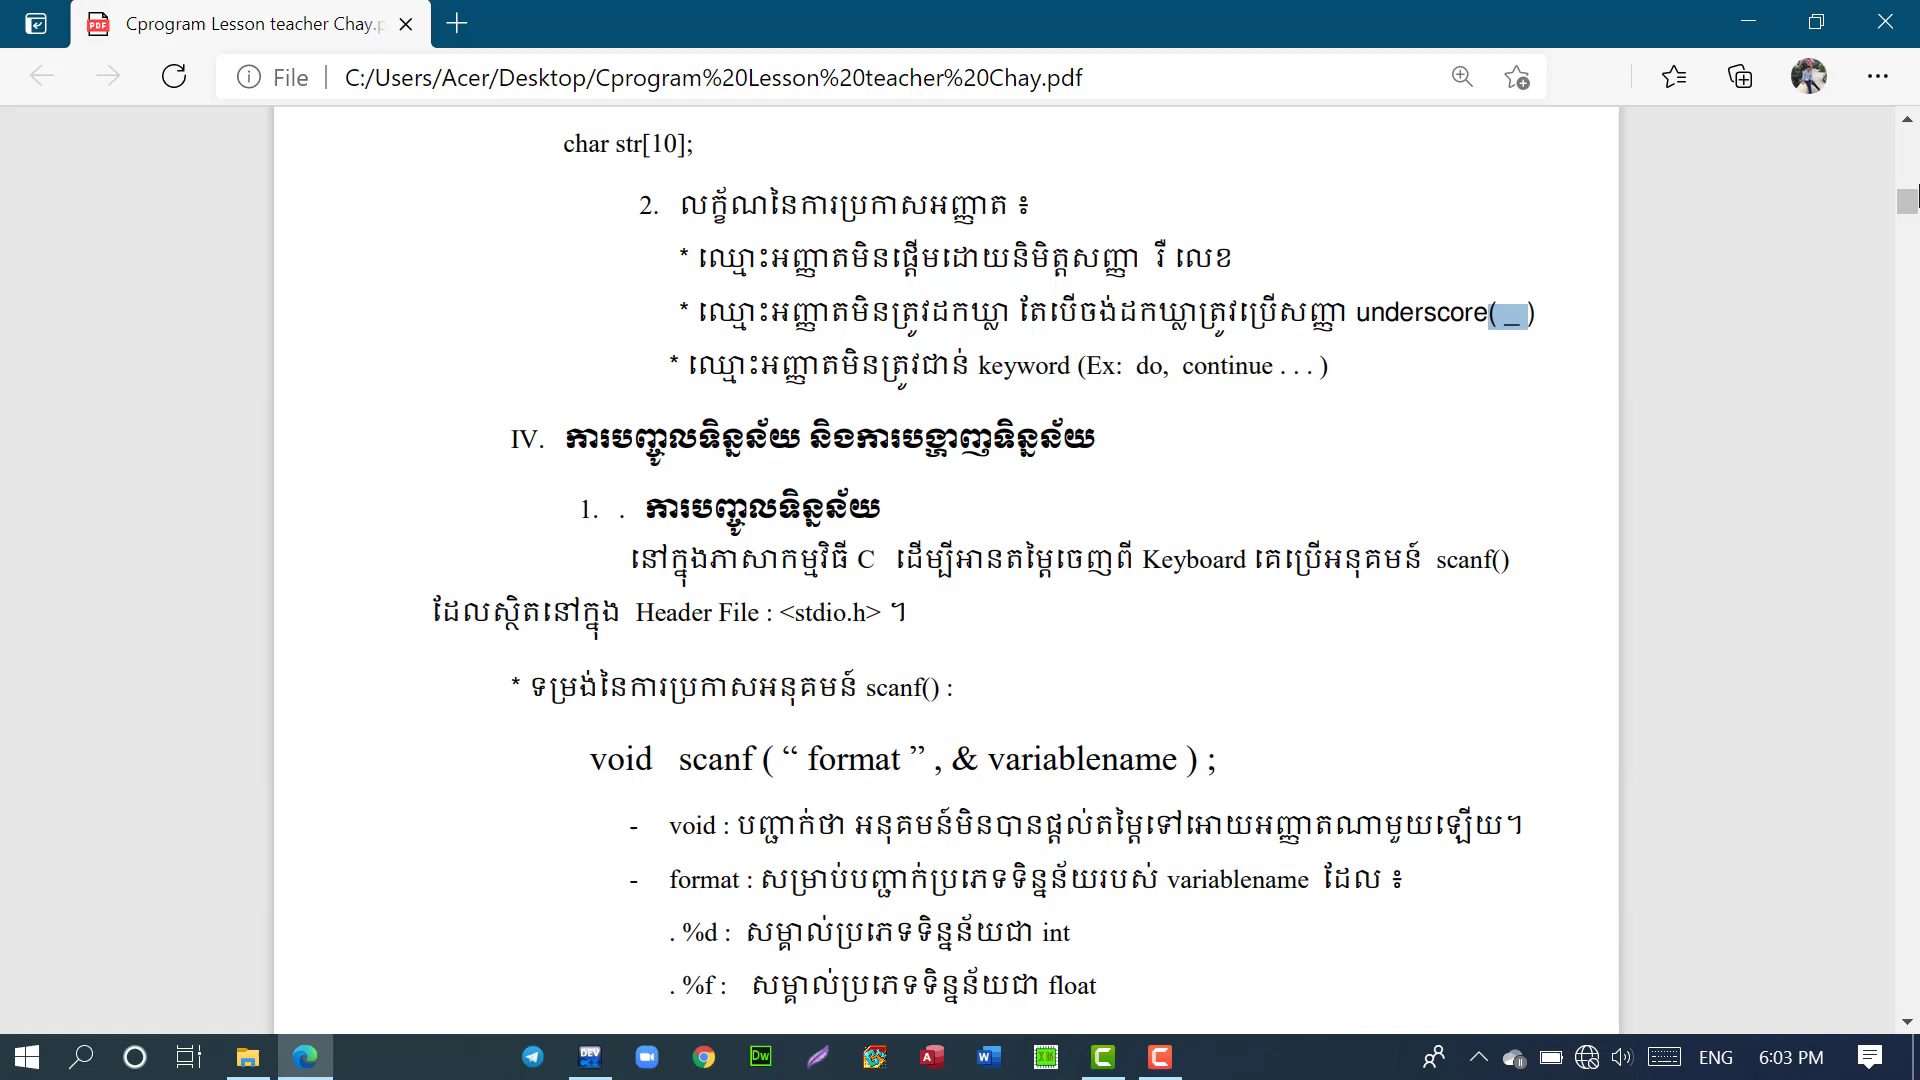 Cprogram Lesson teacher Chay.p
File
C:/Users/Acer/Desktop/Cprogram%20Lesson%20teacher%20Chay.pdf
char str[10];
2. លក្ខ័ណនៃការប្រកាសអញ្ញាត ៖
* ឈ្មោះអញ្ញាតមិនផ្តើមដោយនិមិត្តសញ្ញា រឺ លេខ
* ឈ្មោះអញ្ញាតមិនត្រូវដកឃ្លា តែបើចង់ដកឃ្លាត្រូវប្រើសញ្ញា underscore( _ )
* ឈ្មោះអញ្ញាតមិនត្រូវជាន់ keyword (Ex: do, continue . . . )
IV. ការបញ្ចូលទិន្នន័យ និងការបង្ហាញទិន្នន័យ
1. . ការបញ្ចូលទិន្នន័យ
នៅក្នុងភាសាកម្មវិធី C ដើម្បីអានតម្លៃចេញពី Keyboard គេប្រើអនុគមន៍ scanf()
ដែលស្ថិតនៅក្នុង Header File : <stdio.h> ។
* ទម្រង់នៃការប្រកាសអនុគមន៍ scanf() :
void scanf ( “ format ” , & variablename ) ;
- void : បញ្ជាក់ថា អនុគមន៍មិនបានផ្តល់តម្លៃទៅអោយអញ្ញាតណាមួយឡើយ។
- format : សម្រាប់បញ្ជាក់ប្រភេទទិន្នន័យរបស់ variablename ដែល ៖
. %d : សម្គាល់ប្រភេទទិន្នន័យជា int
. %f : សម្គាល់ប្រភេទទិន្នន័យជា float
ENG
6:03 PM